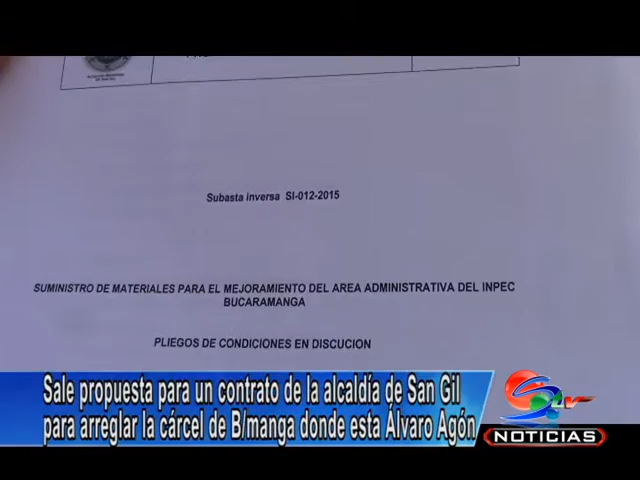 Subasta inversa SI-012-2015
SUMINISTRO DE MATERIALES PARA EL MEJORAMIENTO DEL AREA ADMINISTRATIVA DEL INPEC
BUCARAMANGA
PLIEGOS DE CONDICIONES EN DISCUCION
Sale propuesta para un contrato de la alcaldía de San Gil
para arreglar la cárcel de B/manga donde esta Álvaro Agón
TV
NOTICIAS